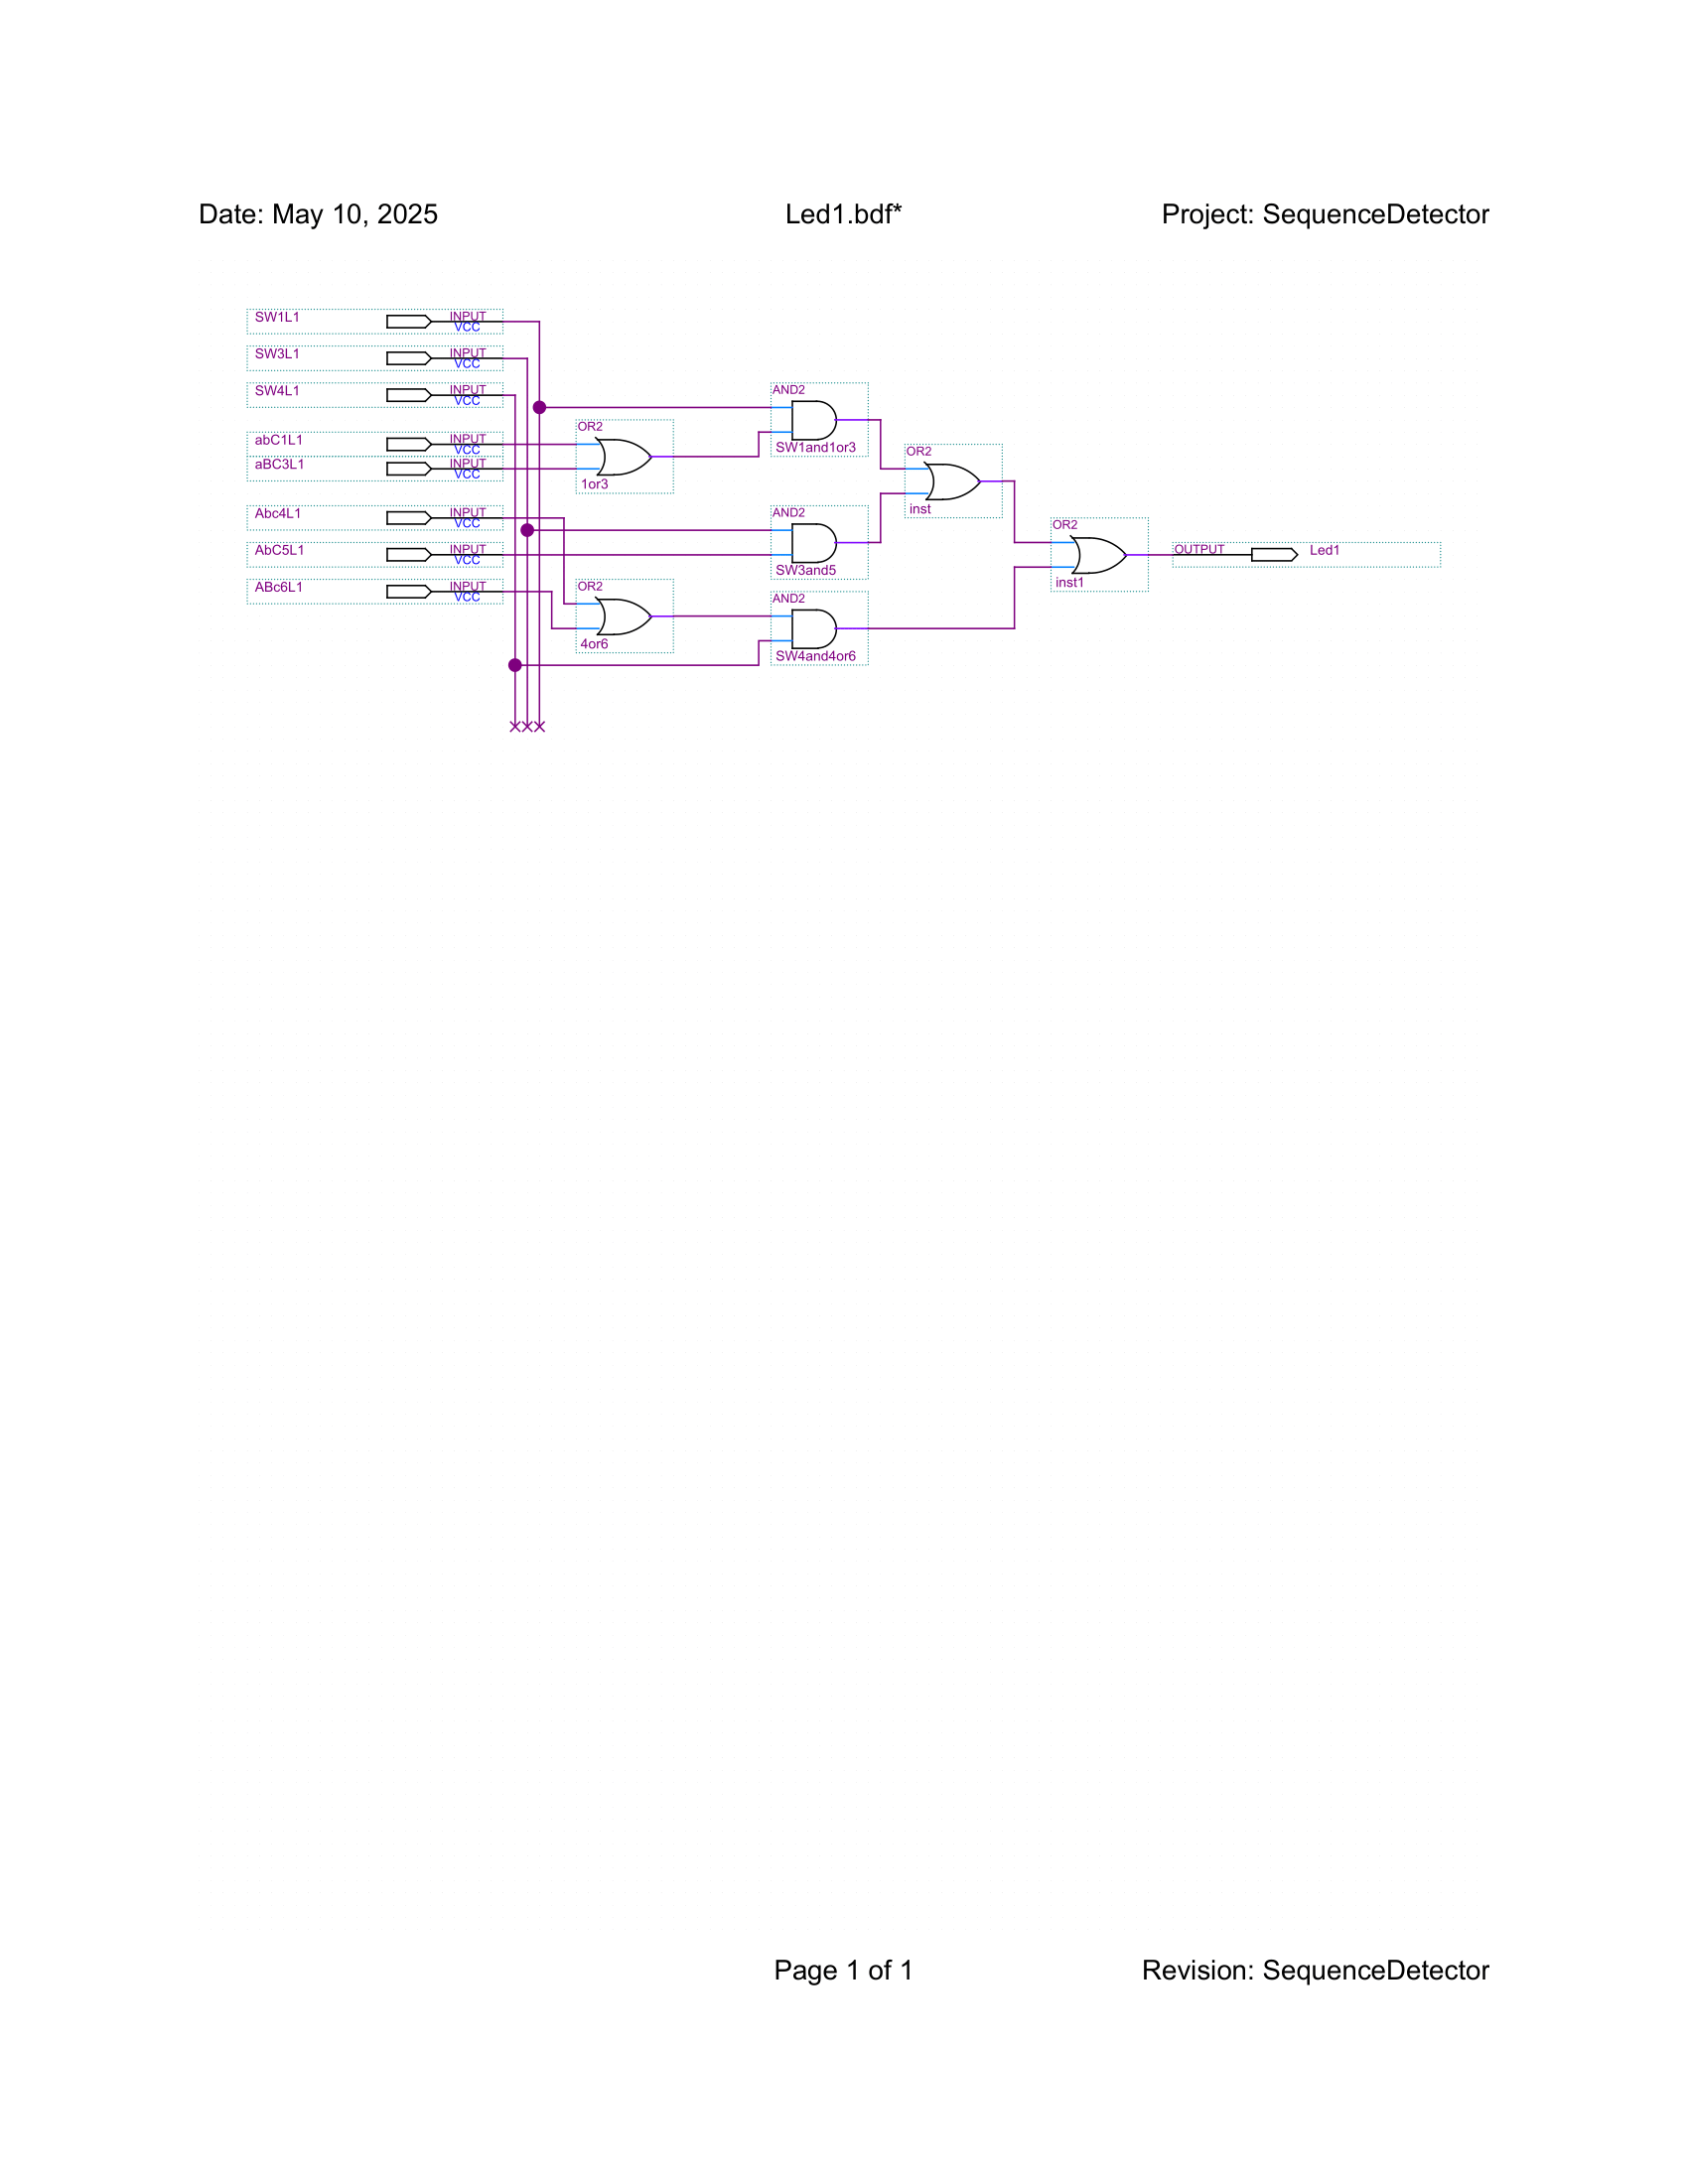 Date: May 10, 2025 Led1.bdf* Project: SequenceDetector
SW1L1 INPUT
VCC
SW3L1 INPUT
VCC
SW4L1 INPUT
VCC
AND2
SW1and1or3
abC1L1 INPUT
VCC
aBC3L1 INPUT
VCC
OR2
1or3
OR2
inst
Abc4L1 INPUT
VCC
AbC5L1 INPUT
VCC
ABc6L1 INPUT
VCC
AND2
SW3and5
OR2
inst1
OUTPUT Led1
OR2
4or6
AND2
SW4and4or6
Page 1 of 1 Revision: SequenceDetector